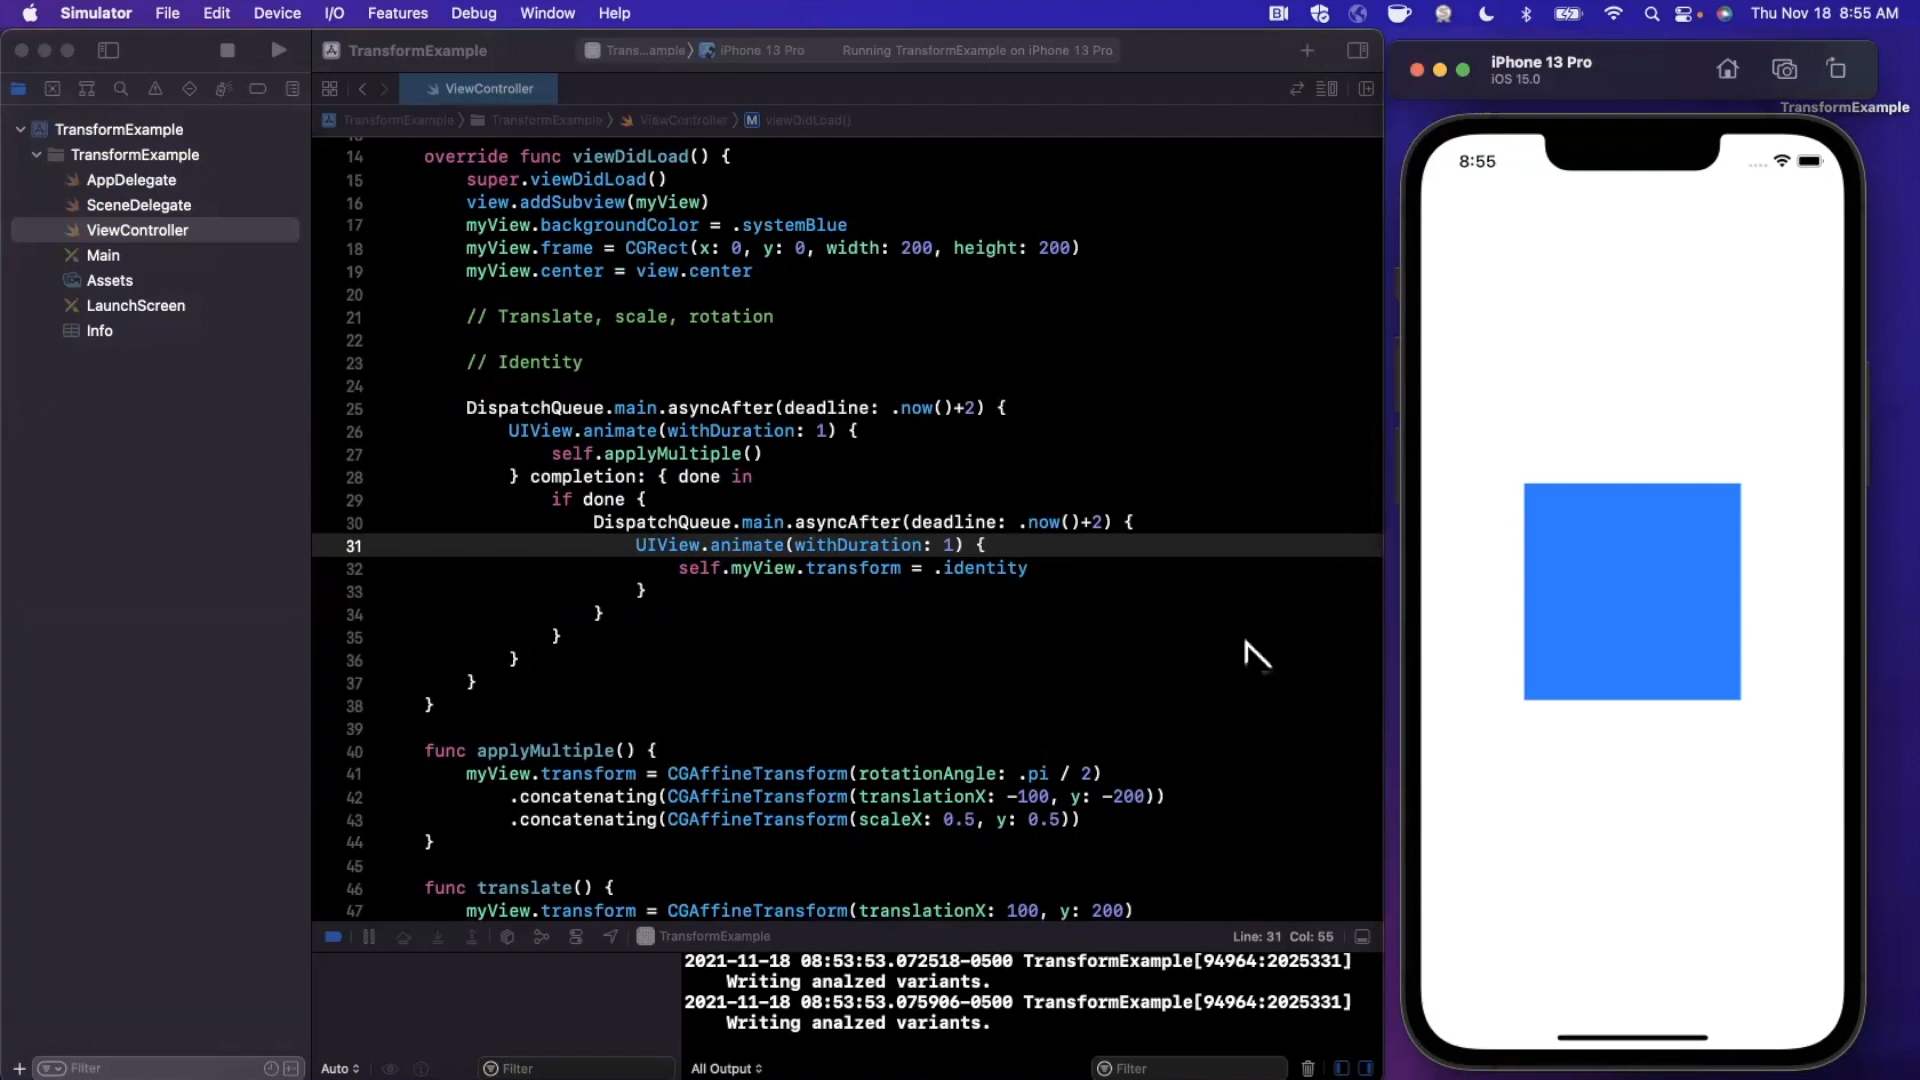 Simulator File Edit Device I/O Features Debug Window Help Thu Nov 18 8:55 AM
TransformExample Trans...ample iPhone 13 Pro Running TransformExample on iPhone 13 Pro
iPhone 13 Pro
iOS 15.0
ViewController
TransformExample
TransformExample TransformExample ViewController M viewDidLoad()
TransformExample
TransformExample
AppDelegate
SceneDelegate
ViewController
Main
Assets
LaunchScreen
Info
14 override func viewDidLoad() {
15 super.viewDidLoad()
16 view.addSubview(myView)
17 myView.backgroundColor = .systemBlue
18 myView.frame = CGRect(x: 0, y: 0, width: 200, height: 200)
19 myView.center = view.center
20
21 // Translate, scale, rotation
22
23 // Identity
24
25 DispatchQueue.main.asyncAfter(deadline: .now()+2) {
26 UIView.animate(withDuration: 1) {
27 self.applyMultiple()
28 } completion: { done in
29 if done {
30 DispatchQueue.main.asyncAfter(deadline: .now()+2) {
31 UIView.animate(withDuration: 1) {
32 self.myView.transform = .identity
33 }
34 }
35 }
36 }
37 }
38 }
39
40 func applyMultiple() {
41 myView.transform = CGAffineTransform(rotationAngle: .pi / 2)
42 .concatenating(CGAffineTransform(translationX: -100, y: -200))
43 .concatenating(CGAffineTransform(scaleX: 0.5, y: 0.5))
44 }
45
46 func translate() {
47 myView.transform = CGAffineTransform(translationX: 100, y: 200)
8:55
TransformExample Line: 31 Col: 55
2021-11-18 08:53:53.072518-0500 TransformExample[94964:2025331]
Writing analzed variants.
2021-11-18 08:53:53.075906-0500 TransformExample[94964:2025331]
Writing analzed variants.
Filter Auto Filter All Output Filter